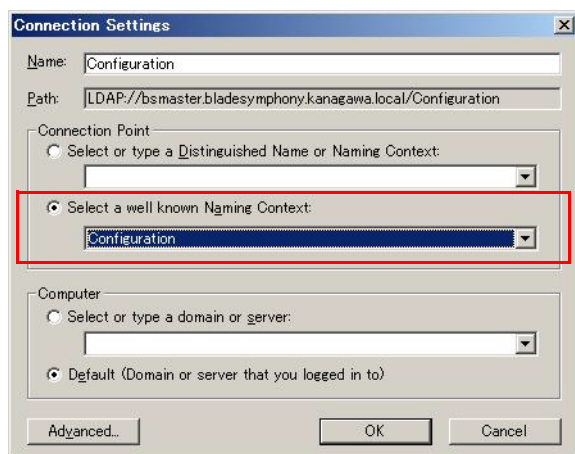 Connection Settings
Name: Configuration
Path: LDAP://bsmaster.bladesymphony.kanagawa.local/Configuration
Connection Point
Select or type a Distinguished Name or Naming Context:
Select a well known Naming Context:
Configuration
Computer
Select or type a domain or server:
Default (Domain or server that you logged in to)
Advanced... OK Cancel